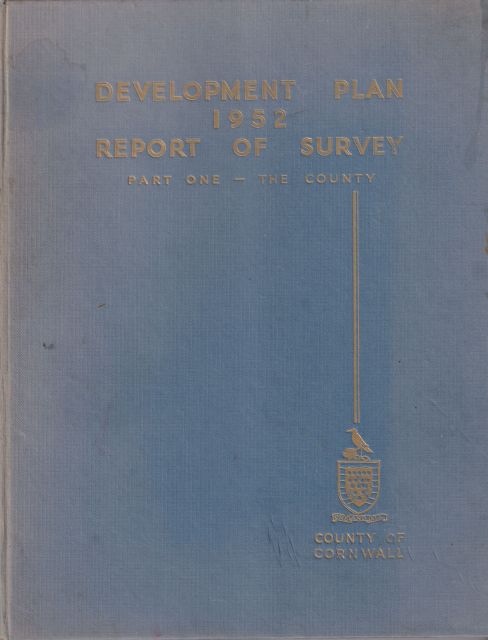 DEVELOPMENT PLAN
1952
REPORT OF SURVEY
PART ONE — THE COUNTY
COUNTY OF
CORNWALL